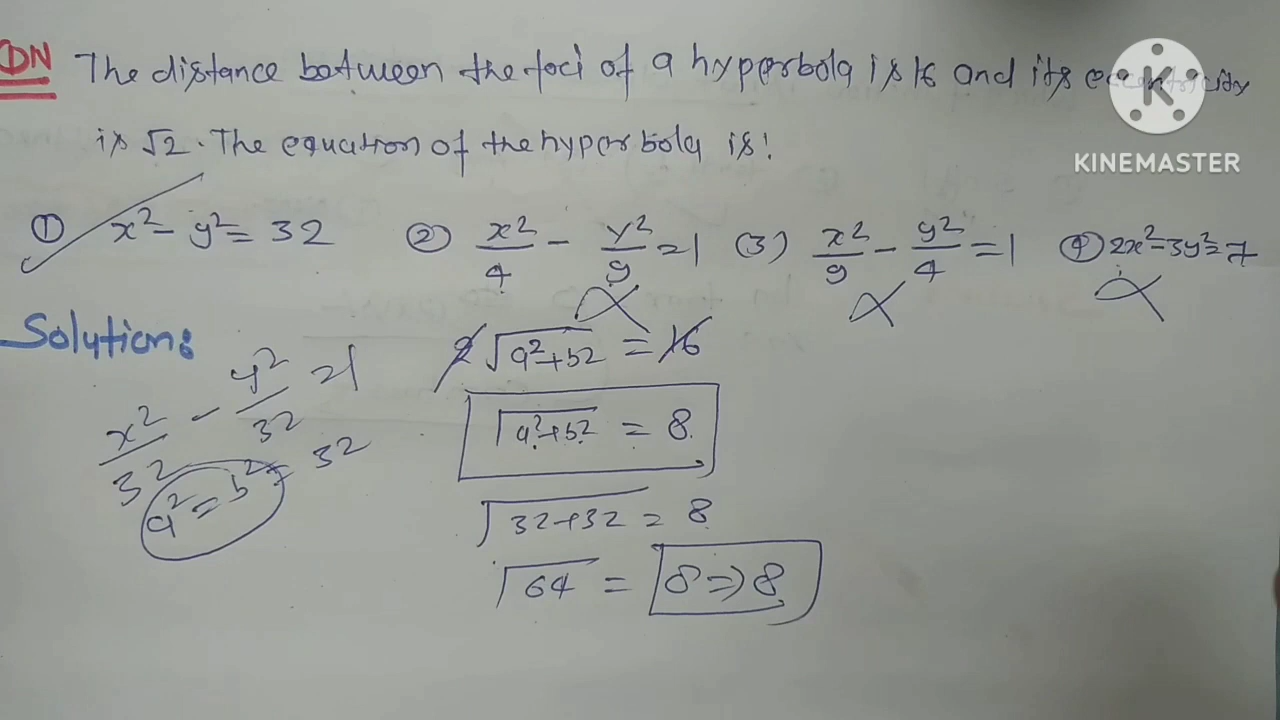 QN The distance between the foci of a hyperbola is 16 and its eccentricity
is √2. The equation of the hyperbola is:
① x² - y² = 32 ② x²/4 - y²/9 = 1 (3) x²/9 - y²/4 = 1 ④ 2x² - 3y² = 7
Solution:
x²/32 - y²/32 = 1
a² = b² = 32
2√a²+b² = 16
√a²+b² = 8
√32+32 = 8
√64 = 8 => 8
K
KINEMASTER